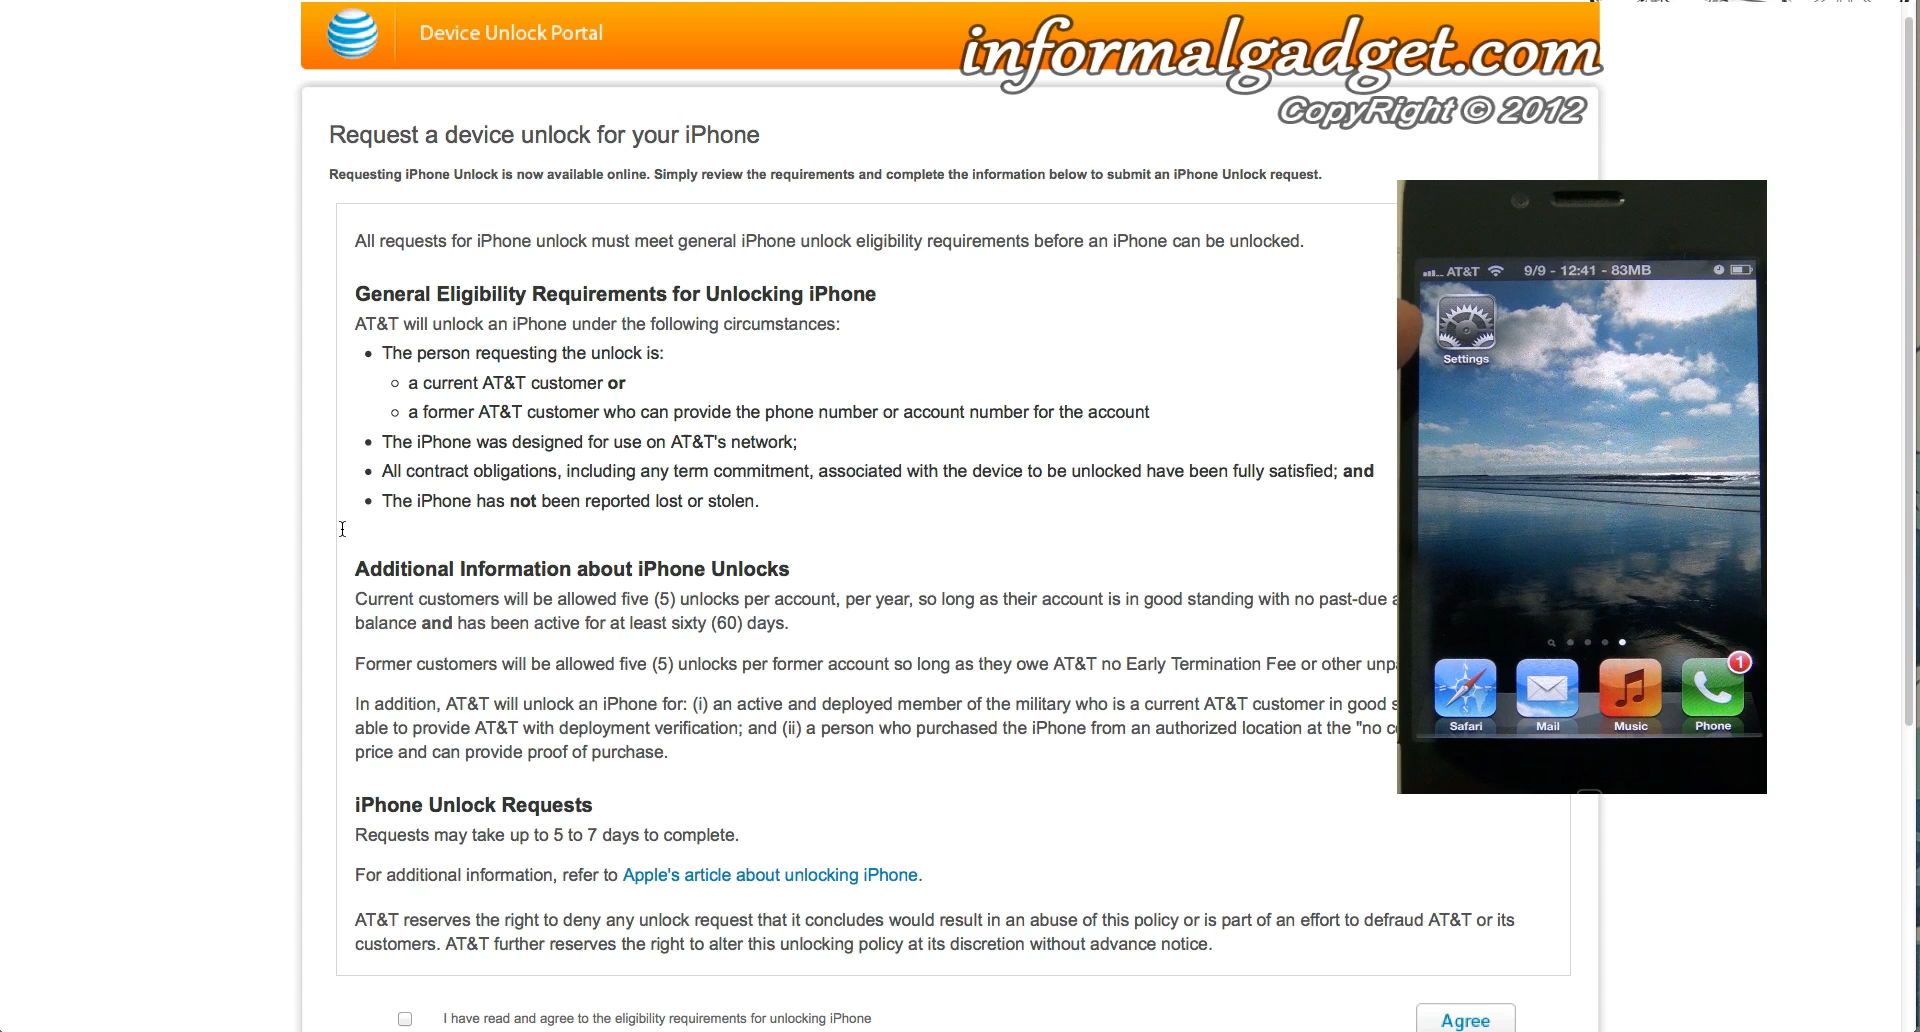 Device Unlock Portal
informalgadget.com
CopyRight © 2012
Request a device unlock for your iPhone
Requesting iPhone Unlock is now available online. Simply review the requirements and complete the information below to submit an iPhone Unlock request.
All requests for iPhone unlock must meet general iPhone unlock eligibility requirements before an iPhone can be unlocked.
General Eligibility Requirements for Unlocking iPhone
AT&T will unlock an iPhone under the following circumstances:
• The person requesting the unlock is:
○ a current AT&T customer or
○ a former AT&T customer who can provide the phone number or account number for the account
• The iPhone was designed for use on AT&T's network;
• All contract obligations, including any term commitment, associated with the device to be unlocked have been fully satisfied; and
• The iPhone has not been reported lost or stolen.
Additional Information about iPhone Unlocks
Current customers will be allowed five (5) unlocks per account, per year, so long as their account is in good standing with no past-due
balance and has been active for at least sixty (60) days.
Former customers will be allowed five (5) unlocks per former account so long as they owe AT&T no Early Termination Fee or other
In addition, AT&T will unlock an iPhone for: (i) an active and deployed member of the military who is a current AT&T customer in good
able to provide AT&T with deployment verification; and (ii) a person who purchased the iPhone from an authorized location at the "no
price and can provide proof of purchase.
iPhone Unlock Requests
Requests may take up to 5 to 7 days to complete.
For additional information, refer to Apple's article about unlocking iPhone.
AT&T reserves the right to deny any unlock request that it concludes would result in an abuse of this policy or is part of an effort to defraud AT&T or its
customers. AT&T further reserves the right to alter this unlocking policy at its discretion without advance notice.
I have read and agree to the eligibility requirements for unlocking iPhone
Agree
AT&T 9/9 - 12:41 - 83MB
Settings
1
Safari Mail Music Phone